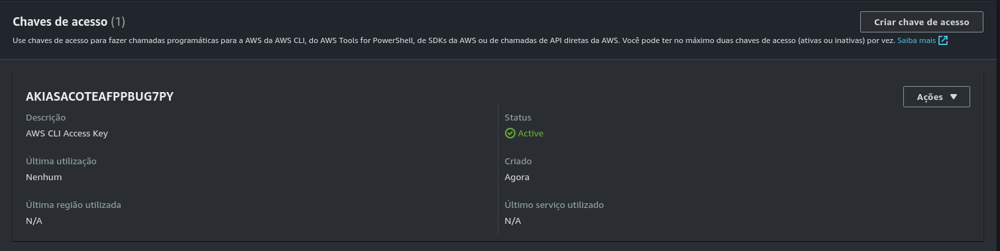 Chaves de acesso (1)
Criar chave de acesso
Use chaves de acesso para fazer chamadas programáticas para a AWS da AWS CLI, do AWS Tools for PowerShell, de SDKs da AWS ou de chamadas de API diretas da AWS. Você pode ter no máximo duas chaves de acesso (ativas ou inativas) por vez. Saiba mais
AKIASACOTEAFPPBUG7PY
Ações
Descrição
AWS CLI Access Key
Status
Active
Última utilização
Nenhum
Criado
Agora
Última região utilizada
N/A
Último serviço utilizado
N/A